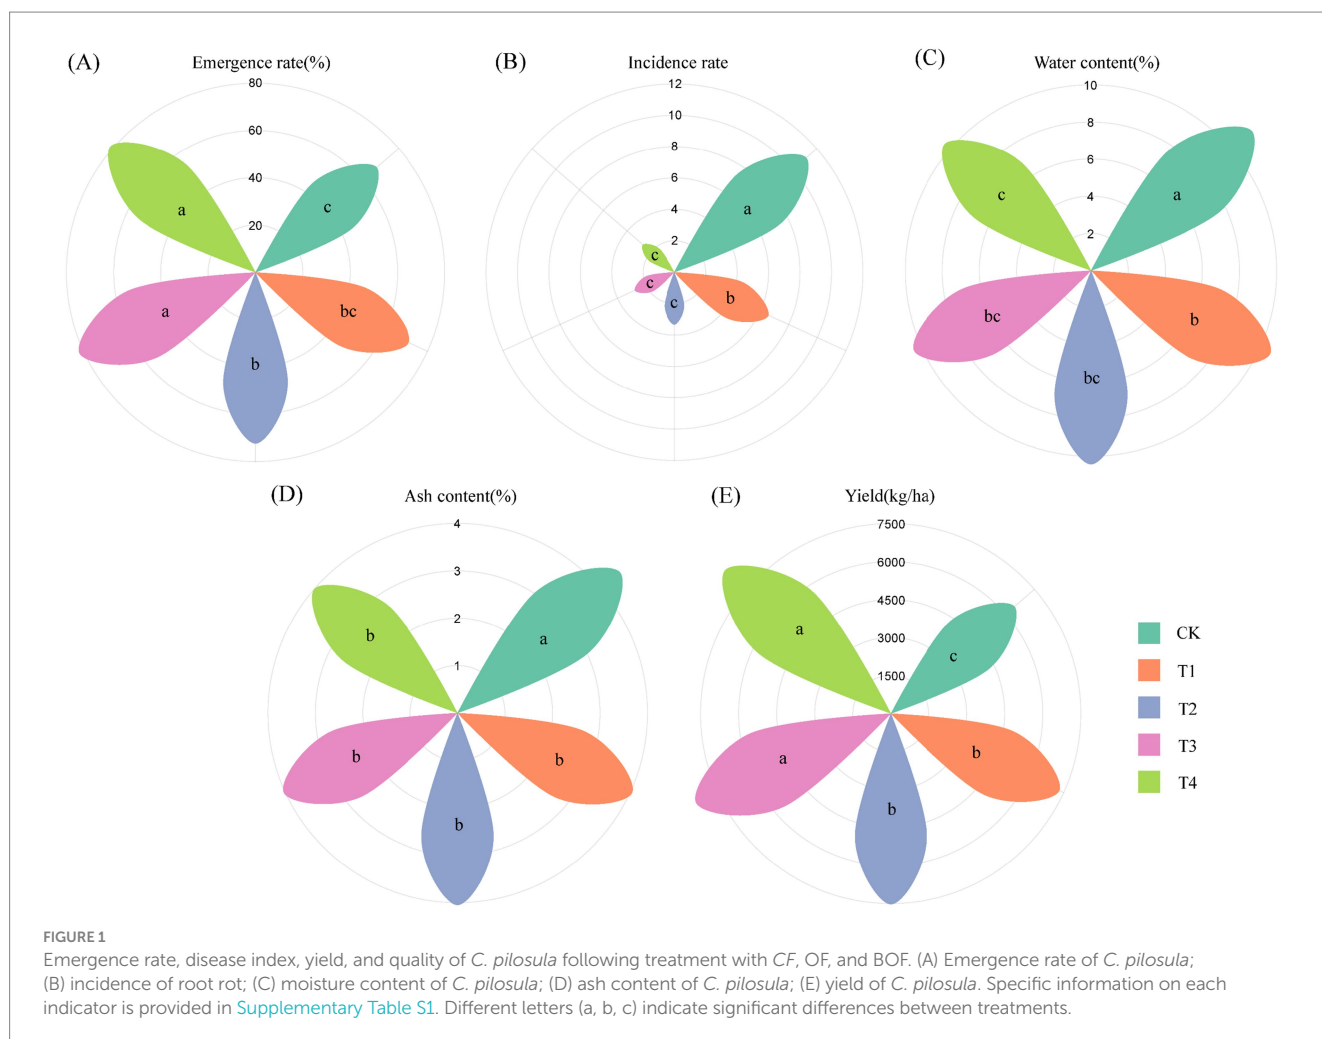 (A)
Emergence rate(%)
80
60
40
20
a
c
a
bc
b
(B)
Incidence rate
12
10
8
6
4
2
a
c
c
c
b
(C)
Water content(%)
10
8
6
4
2
c
a
bc
b
bc
(D)
Ash content(%)
4
3
2
1
b
a
b
b
b
(E)
Yield(kg/ha)
7500
6000
4500
3000
1500
a
c
a
b
b
CK
T1
T2
T3
T4
FIGURE 1
Emergence rate, disease index, yield, and quality of C. pilosula following treatment with CF, OF, and BOF. (A) Emergence rate of C. pilosula;
(B) incidence of root rot; (C) moisture content of C. pilosula; (D) ash content of C. pilosula; (E) yield of C. pilosula. Specific information on each
indicator is provided in Supplementary Table S1. Different letters (a, b, c) indicate significant differences between treatments.